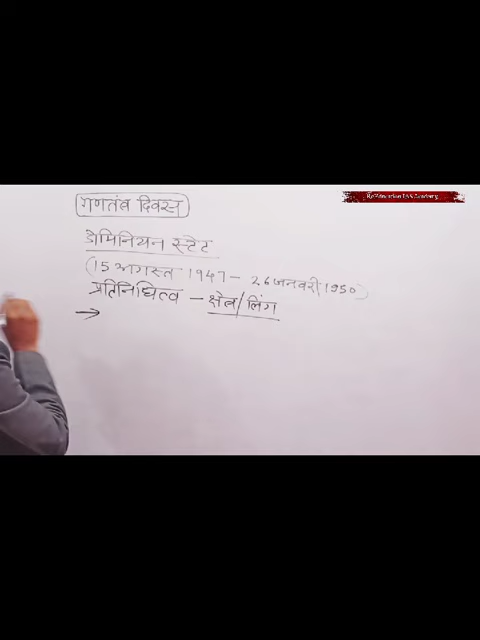 गणतंत्र दिवस
डोमिनियन स्टेट
(15 अगस्त 1947 - 26 जनवरी, 1950)
प्रतिनिधित्व - क्षेत्र/लिंग
→